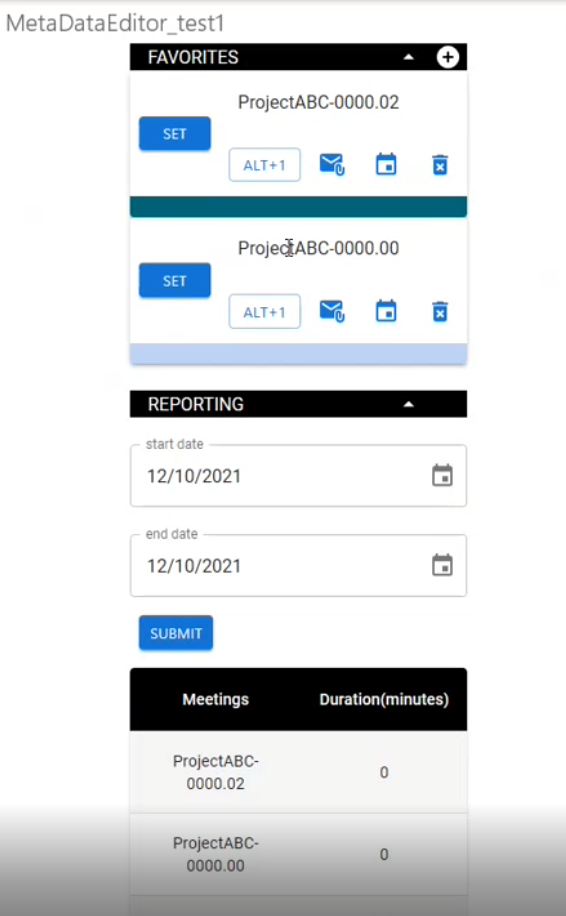 MetaDataEditor_test1
FAVORITES
ProjectABC-0000.02
SET
ALT+1
ProjectABC-0000.00
SET
ALT+1
REPORTING
start date
12/10/2021
end date
12/10/2021
SUBMIT
Meetings Duration(minutes)
ProjectABC-
0000.02
0
ProjectABC-
0000.00
0